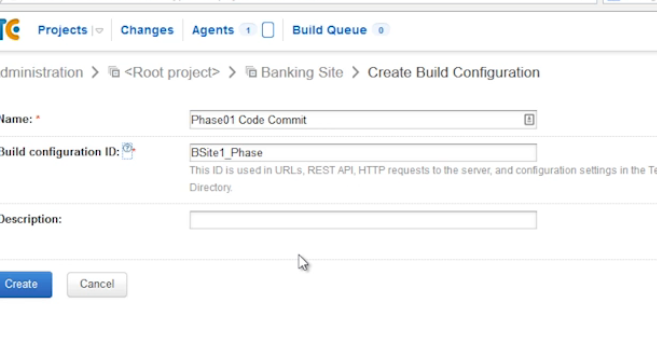 TC Projects Changes Agents 1 Build Queue 0
dministration > <Root project> > Banking Site > Create Build Configuration
Name: * Phase01 Code Commit
Build configuration ID: BSite1_Phase
This ID is used in URLs, REST API, HTTP requests to the server, and configuration settings in the Te
Directory.
Description:
Create Cancel